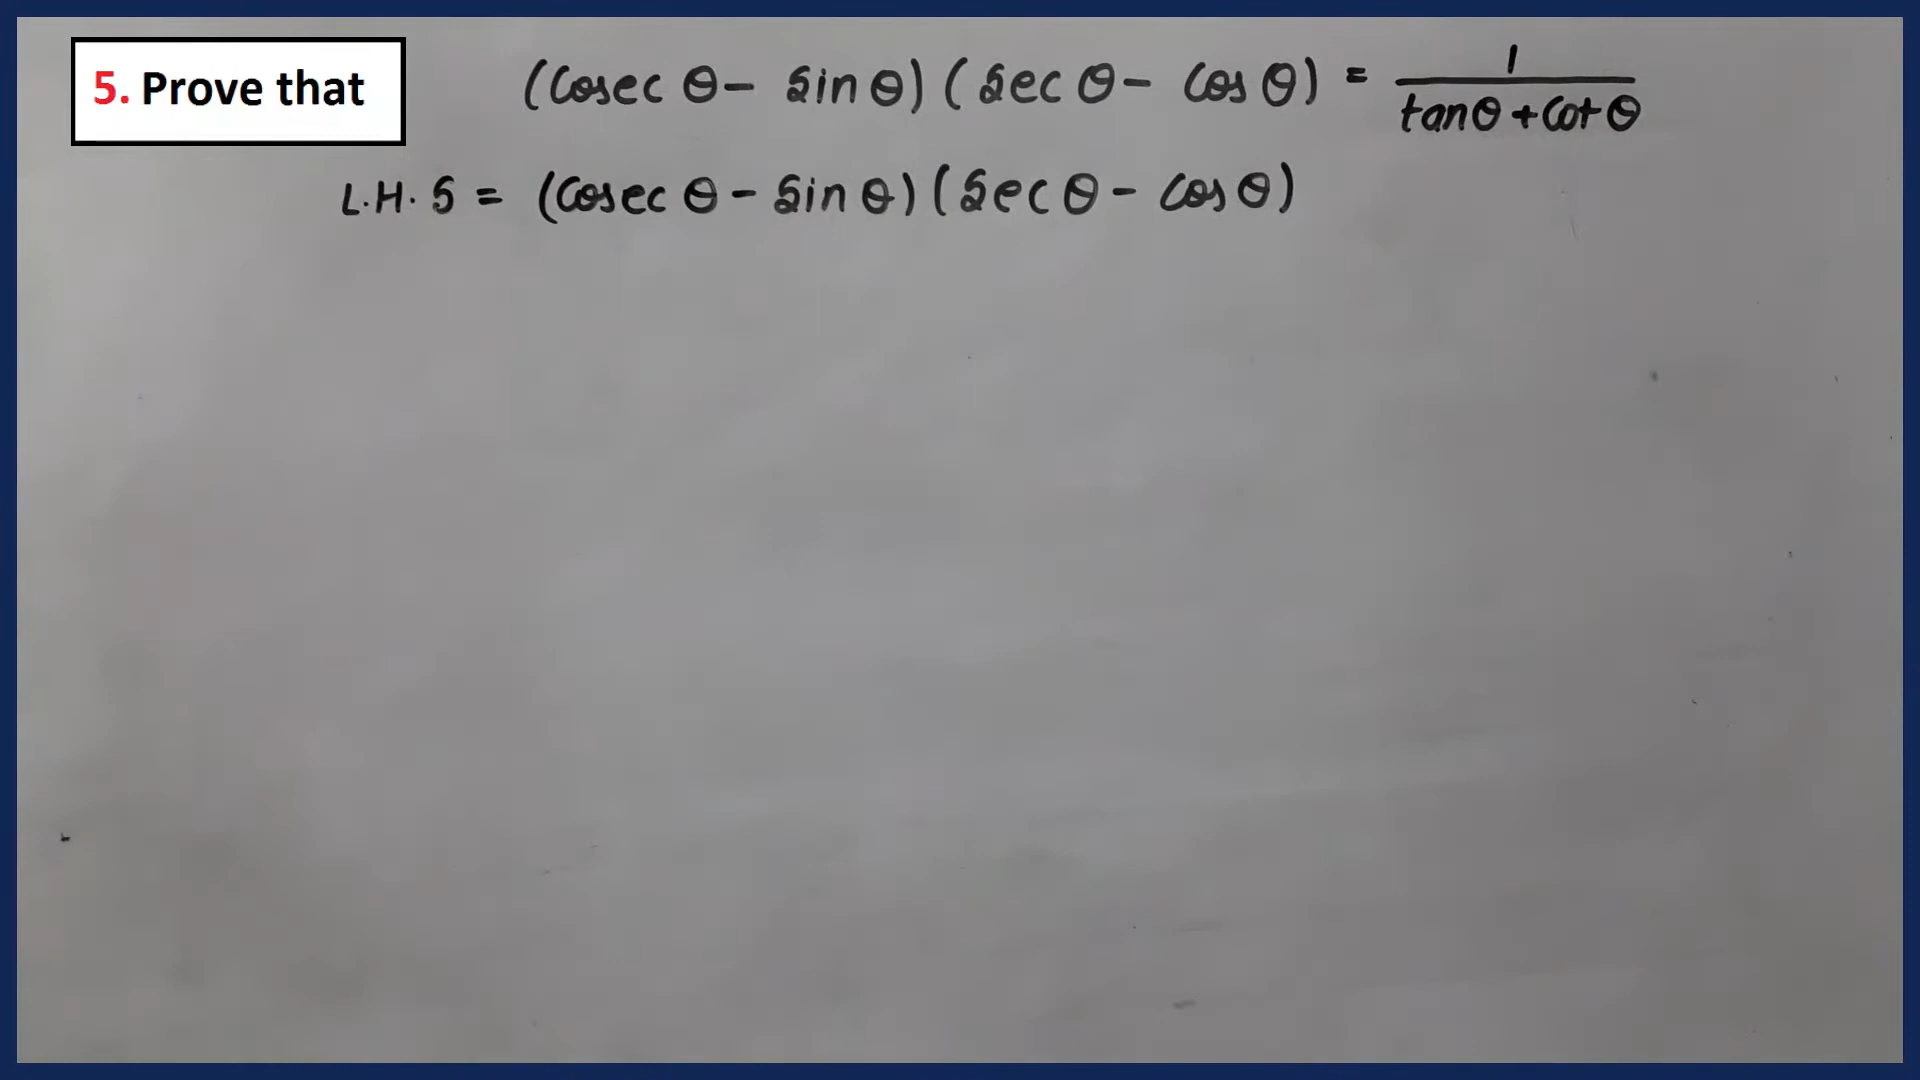 5. Prove that (Cosec θ - Sin θ) (Sec θ - Cos θ) = 1/(tan θ + Cot θ)
L.H.S = (Cosec θ - Sin θ) (Sec θ - Cos θ)